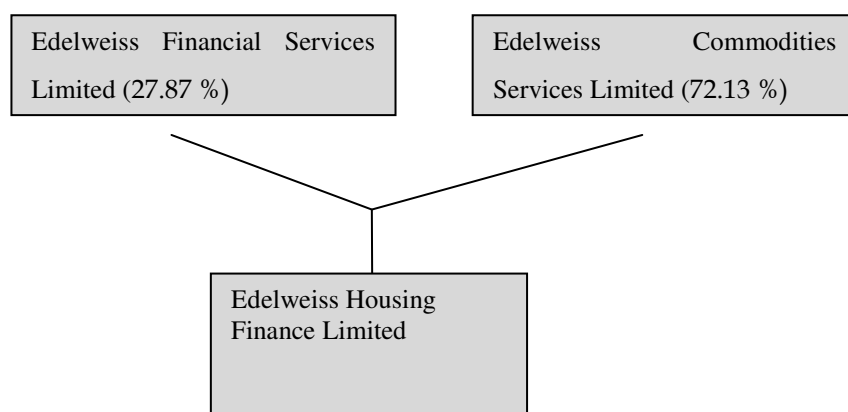 Edelweiss Financial Services
Limited (27.87 %)
Edelweiss Commodities
Services Limited (72.13 %)
Edelweiss Housing
Finance Limited